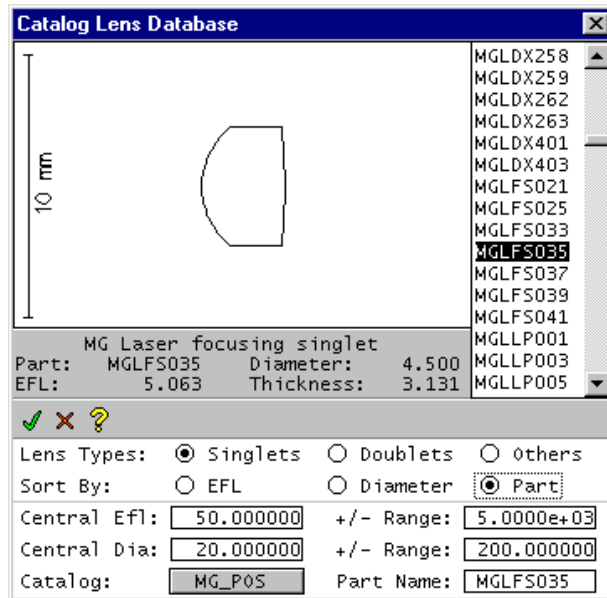 Catalog Lens Database
10 mm
MGLDX258
MGLDX259
MGLDX262
MGLDX263
MGLDX401
MGLDX403
MGLFS021
MGLFS025
MGLFS033
MGLFS035
MGLFS037
MGLFS039
MGLFS041
MGLLP001
MGLLP003
MGLLP005
MG Laser focusing singlet
Part: MGLFS035 Diameter: 4.500
EFL: 5.063 Thickness: 3.131
Lens Types: Singlets Doublets Others
Sort By: EFL Diameter Part
Central Efl: 50.000000 +/- Range: 5.0000e+03
Central Dia: 20.000000 +/- Range: 200.000000
Catalog: MG_POS Part Name: MGLFS035